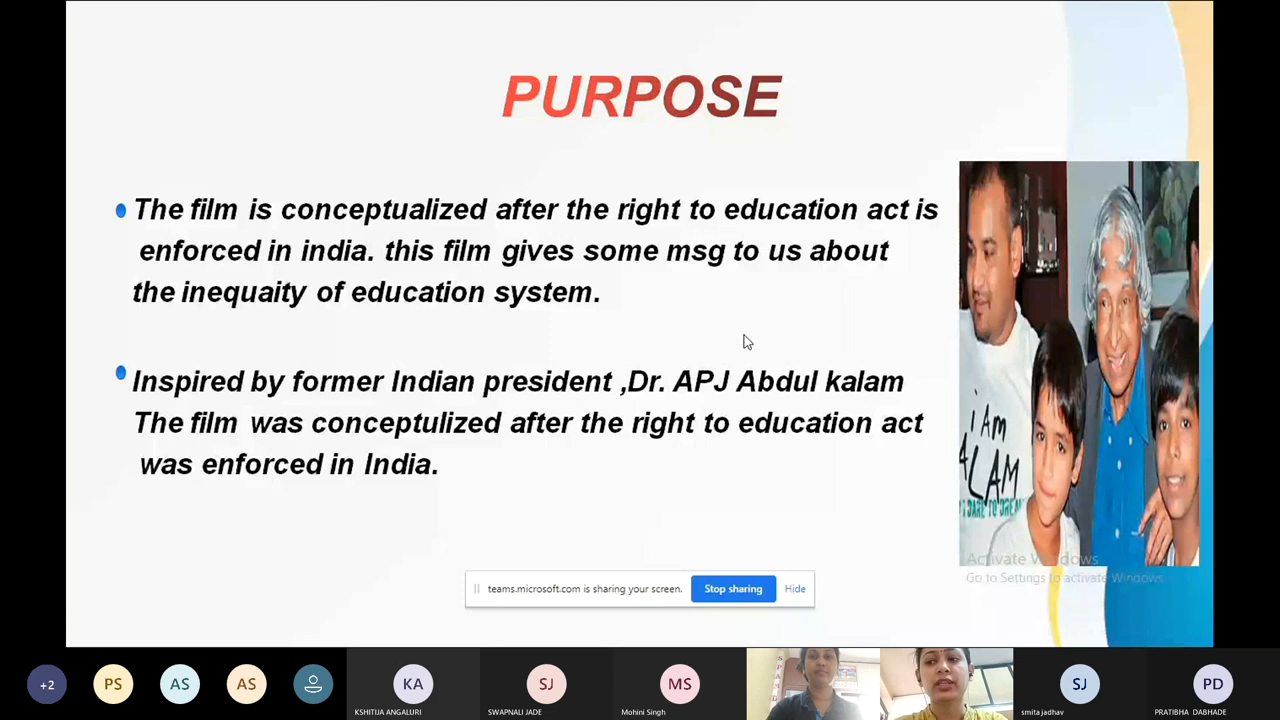 PURPOSE
The film is conceptualized after the right to education act is
enforced in india. this film gives some msg to us about
the inequaity of education system.
Inspired by former Indian president ,Dr. APJ Abdul kalam
The film was conceptulized after the right to education act
was enforced in India.
i AM
KALAM
I DARE TO DREAM
Activate Windows
Go to Settings to activate Windows.
teams.microsoft.com is sharing your screen.
Stop sharing
Hide
+2
PS
AS
AS
KA
SJ
MS
SJ
PD
KSHITIJA ANGALURI
SWAPNALI JADE
Mohini Singh
smita jadhav
PRATIBHA DABHADE